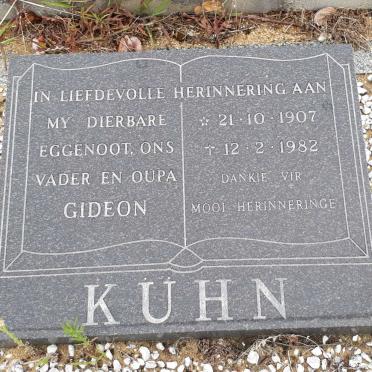 IN LIEFDEVOLLE HERINNERING AAN
MY DIERBARE
EGGENOOT, ONS
VADER EN OUPA
GIDEON
☆ 21·10·1907
✝ 12·2·1982
DANKIE VIR
MOOI HERINNERINGE
KUHN